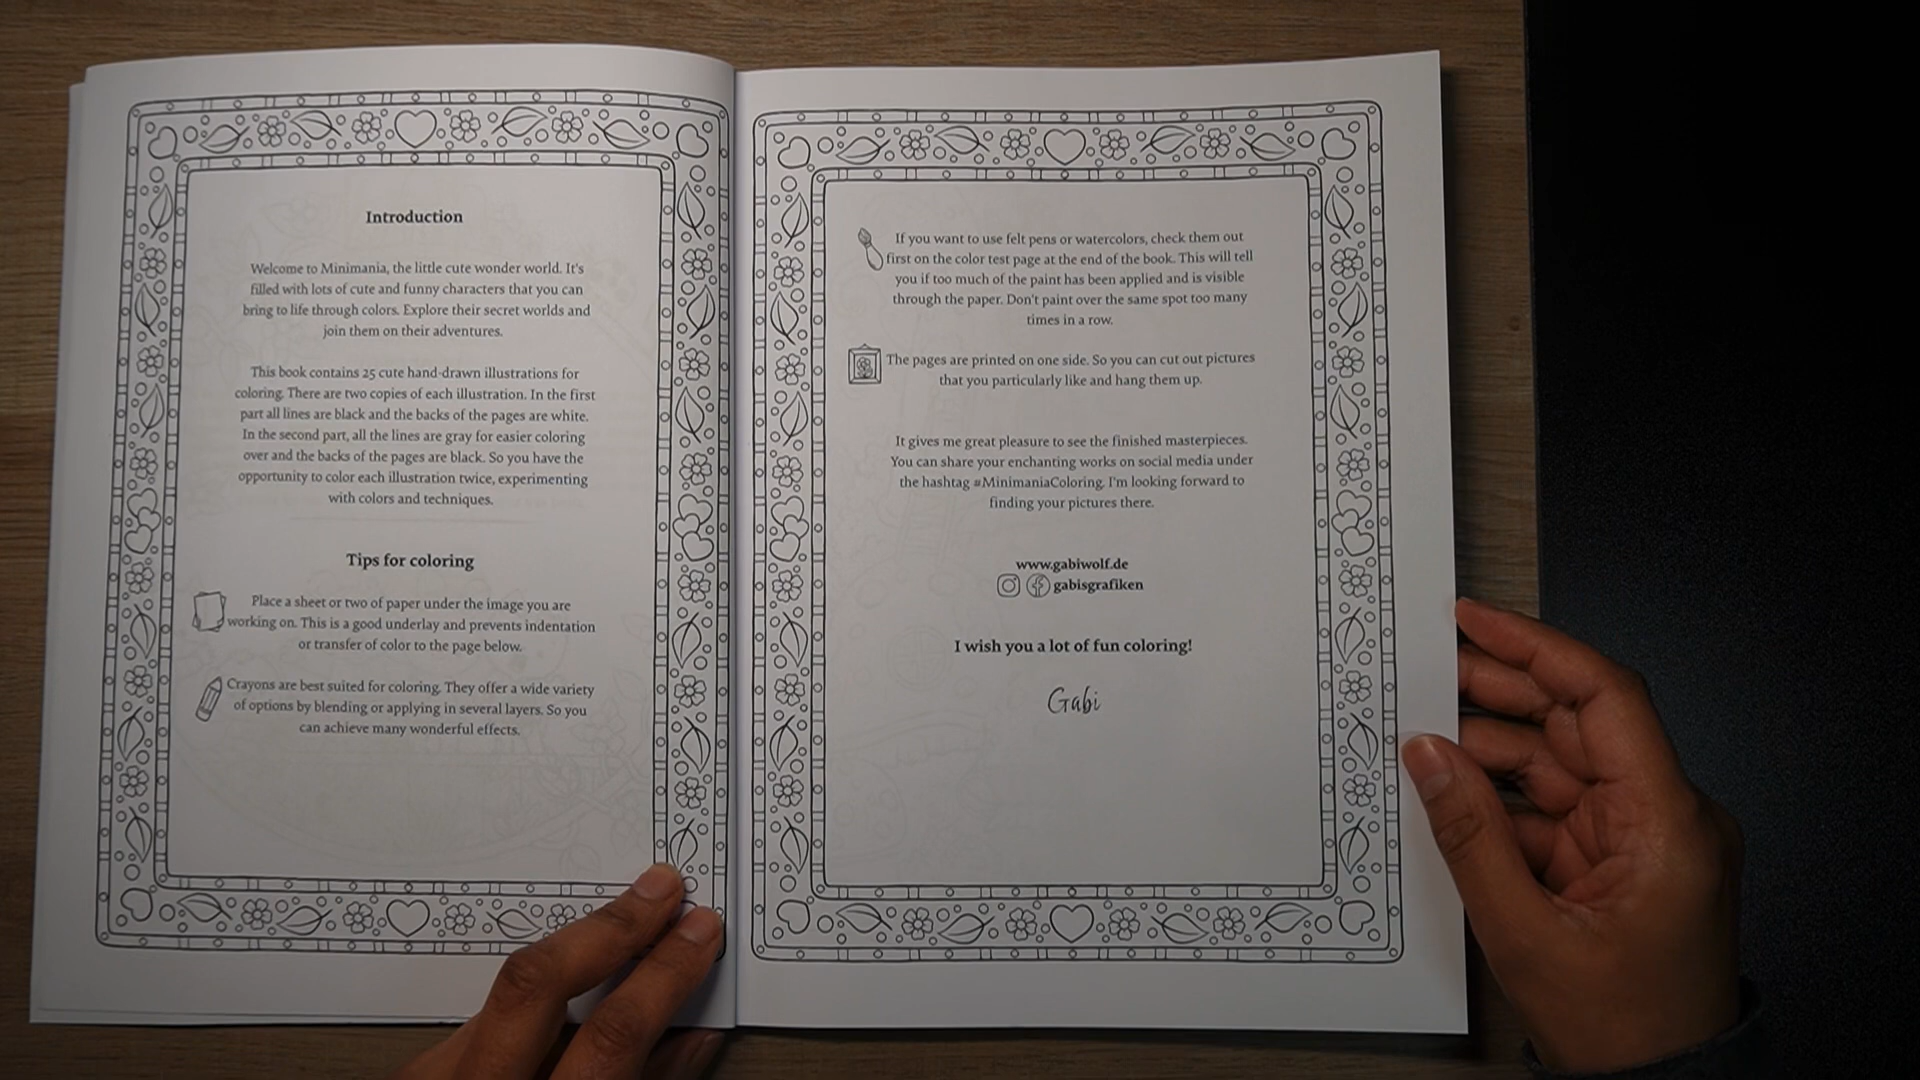 Introduction
Welcome to Minimania, the little cute wonder world. It's
filled with lots of cute and funny characters that you can
bring to life through colors. Explore their secret worlds and
join them on their adventures.
This book contains 25 cute hand-drawn illustrations for
coloring. There are two copies of each illustration. In the first
part all lines are black and the backs of the pages are white.
In the second part, all the lines are gray for easier coloring
over and the backs of the pages are black. So you have the
opportunity to color each illustration twice, experimenting
with colors and techniques.
Tips for coloring
Place a sheet or two of paper under the image you are
working on. This is a good underlay and prevents indentation
or transfer of color to the page below.
Crayons are best suited for coloring. They offer a wide variety
of options by blending or applying in several layers. So you
can achieve many wonderful effects.
If you want to use felt pens or watercolors, check them out
first on the color test page at the end of the book. This will tell
you if too much of the paint has been applied and is visible
through the paper. Don't paint over the same spot too many
times in a row.
The pages are printed on one side. So you can cut out pictures
that you particularly like and hang them up.
It gives me great pleasure to see the finished masterpieces.
You can share your enchanting works on social media under
the hashtag #MinimaniaColoring. I'm looking forward to
finding your pictures there.
www.gabiwolf.de
gabisgrafiken
I wish you a lot of fun coloring!
Gabi